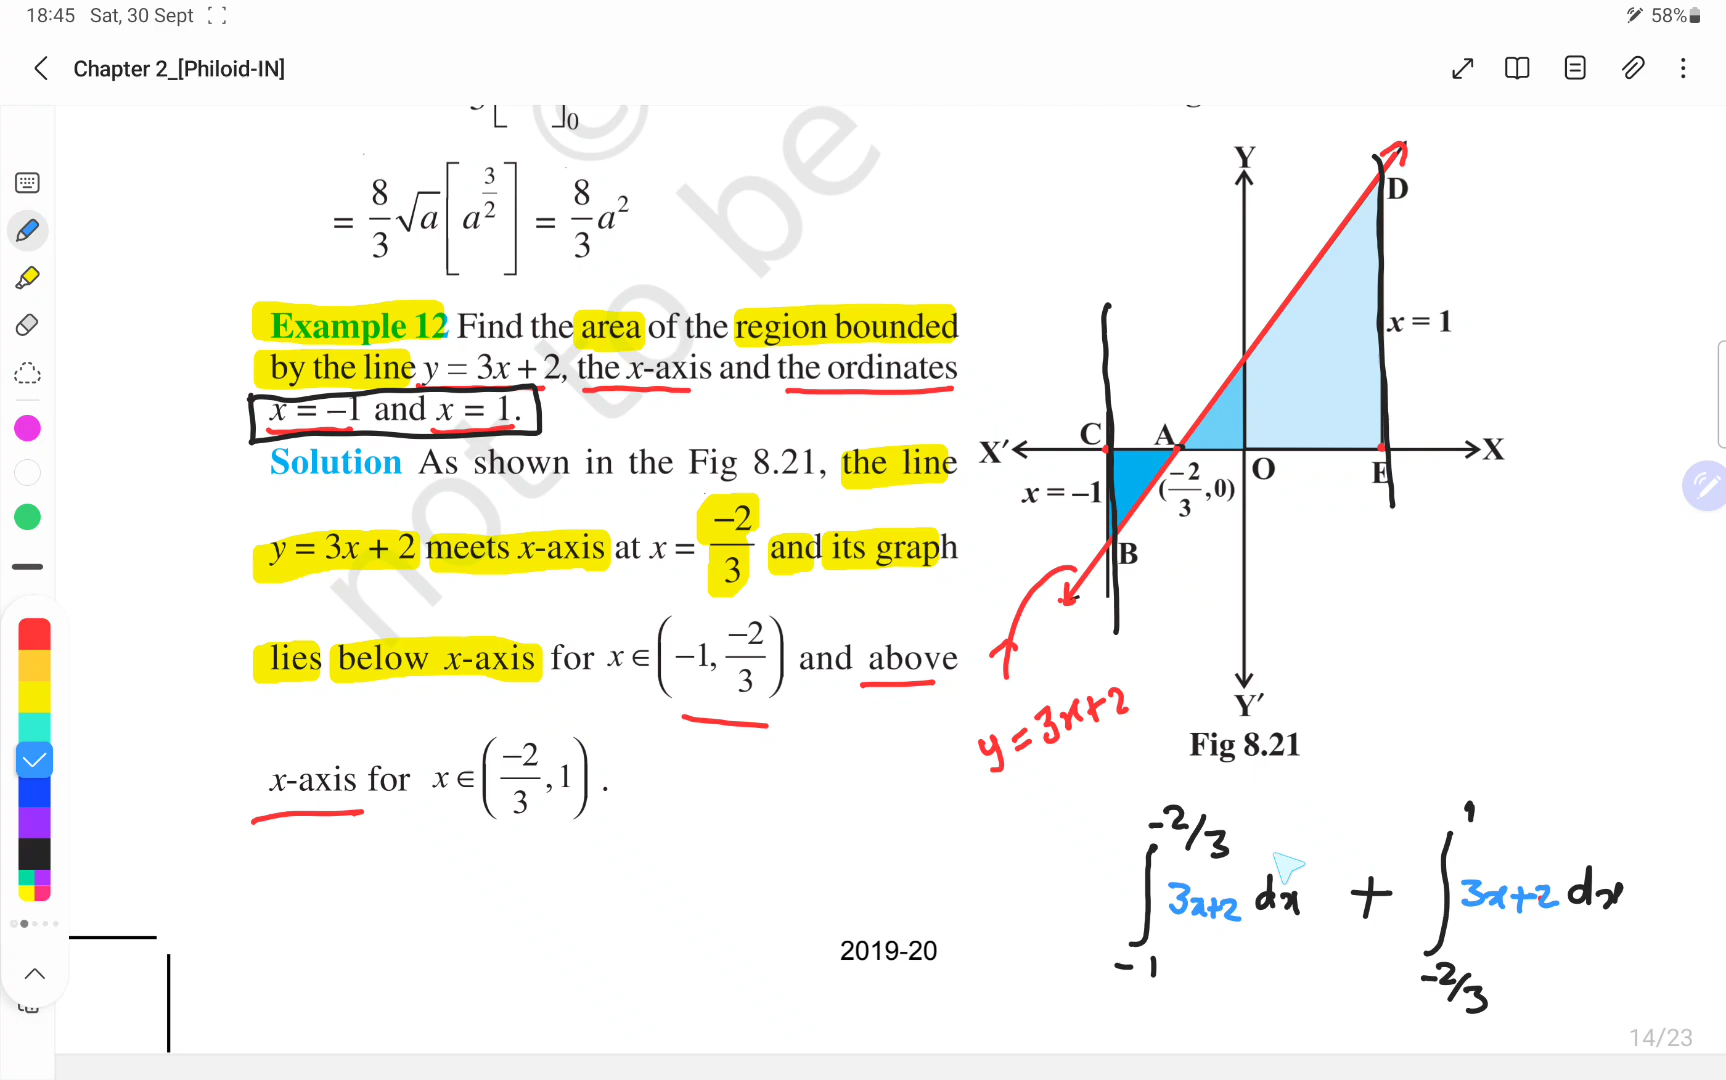 18:45 Sat, 30 Sept
58%
Chapter 2_[Philoid-IN]
0
= 8/3 √a [a^(3/2)] = 8/3 a²
Example 12 Find the area of the region bounded
by the line y = 3x + 2, the x-axis and the ordinates
x = –1 and x = 1.
Solution As shown in the Fig 8.21, the line
y = 3x + 2 meets x-axis at x = –2/3 and its graph
lies below x-axis for x ∈ (–1, –2/3) and above
x-axis for x ∈ (–2/3, 1) .
not to be
Y
D
x = 1
X′
C
A
X
x = –1
(–2/3, 0)
O
E
B
Y′
y = 3x+2
Fig 8.21
∫_{-1}^{-2/3} 3x+2 dx + ∫_{-2/3}^{1} 3x+2 dx
2019-20
14/23